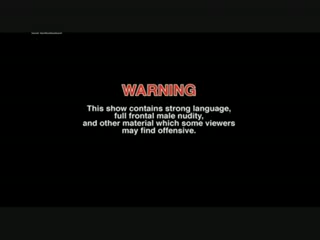 WARNING
This show contains strong language,
full frontal male nudity,
and other material which some viewers
may find offensive.